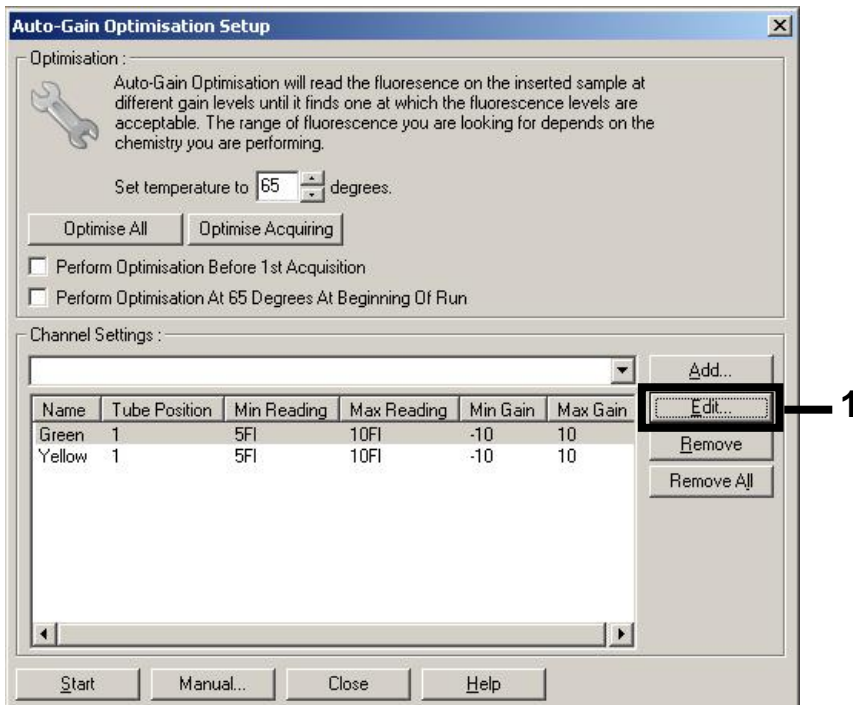 Auto-Gain Optimisation Setup
Optimisation :
Auto-Gain Optimisation will read the fluoresence on the inserted sample at
different gain levels until it finds one at which the fluorescence levels are
acceptable. The range of fluorescence you are looking for depends on the
chemistry you are performing.
Set temperature to 65 degrees.
Optimise All Optimise Acquiring
Perform Optimisation Before 1st Acquisition
Perform Optimisation At 65 Degrees At Beginning Of Run
Channel Settings :
Add...
Name Tube Position Min Reading Max Reading Min Gain Max Gain Edit... 1
Green 1 5Fl 10Fl -10 10
Remove
Yellow 1 5Fl 10Fl -10 10
Remove All
Start Manual... Close Help